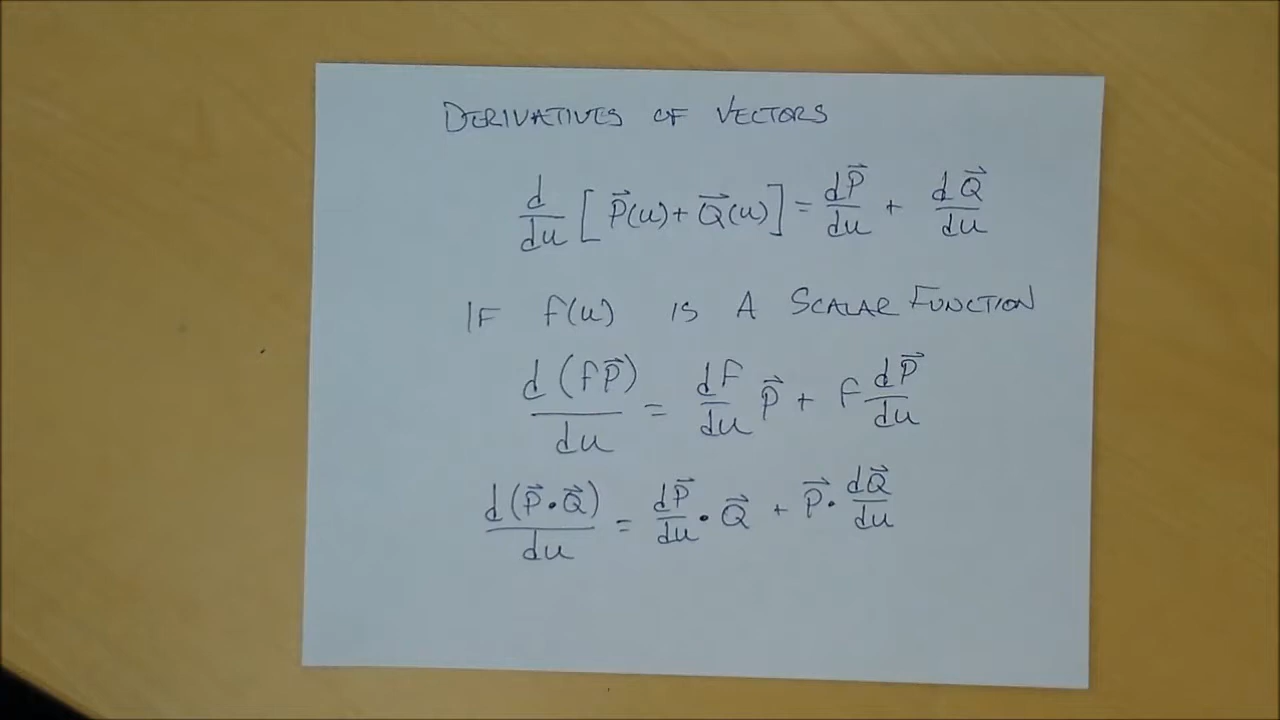 DERIVATIVES OF VECTORS
d/du [P⃗(u) + Q⃗(u)] = dP⃗/du + dQ⃗/du
IF f(u) IS A SCALAR FUNCTION
d(fP⃗)/du = df/du P⃗ + f dP⃗/du
d(P⃗•Q⃗)/du = dP⃗/du • Q⃗ + P⃗ • dQ⃗/du